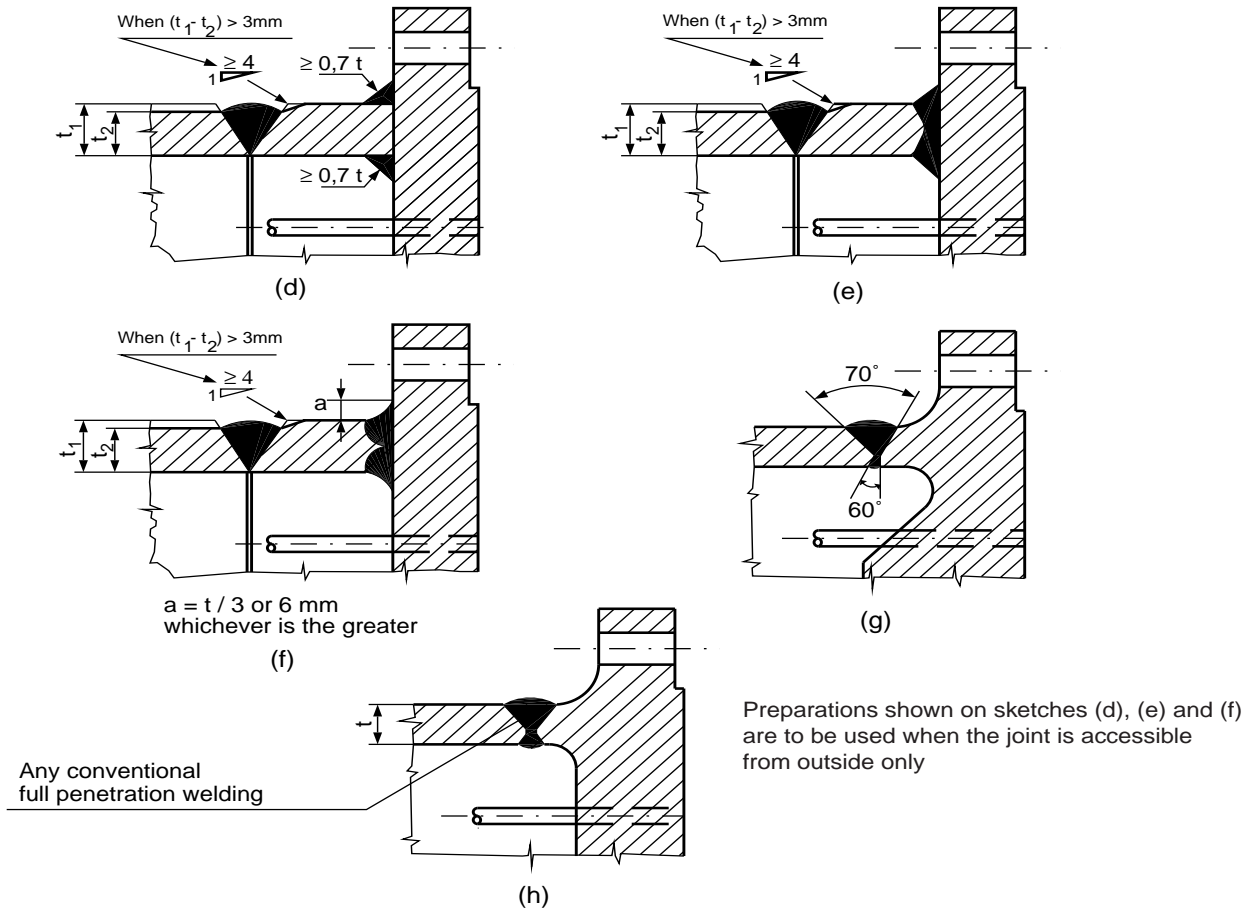 When (t1- t2) > 3mm
≥ 4
1
≥ 0,7 t
t1
t2
≥ 0,7 t
(d)
When (t1- t2) > 3mm
≥ 4
1
t1
t2
(e)
When (t1- t2) > 3mm
≥ 4
1
a
t1
t2
a = t / 3 or 6 mm
whichever is the greater
(f)
70°
60°
(g)
t
Any conventional
full penetration welding
(h)
Preparations shown on sketches (d), (e) and (f)
are to be used when the joint is accessible
from outside only